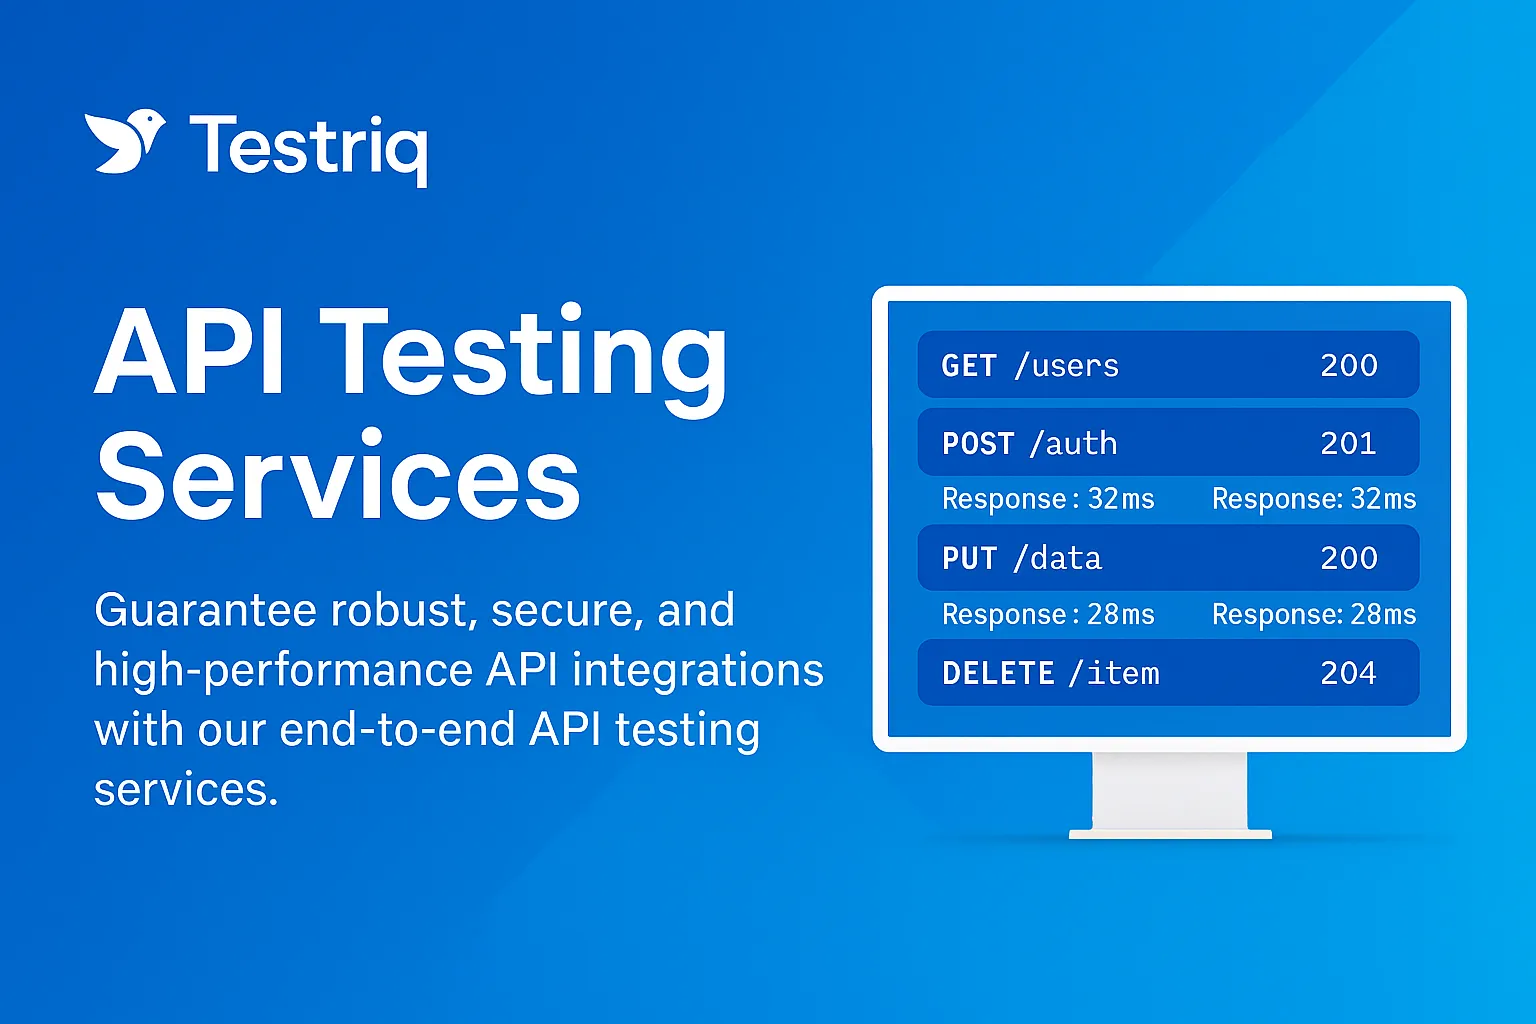 Testriq
API Testing
Services
Guarantee robust, secure, and
high-performance API integrations
with our end-to-end API testing
services.
GET /users 200
POST /auth 201
Response: 32ms Response: 32ms
PUT /data 200
Response: 28ms Response: 28ms
DELETE /item 204